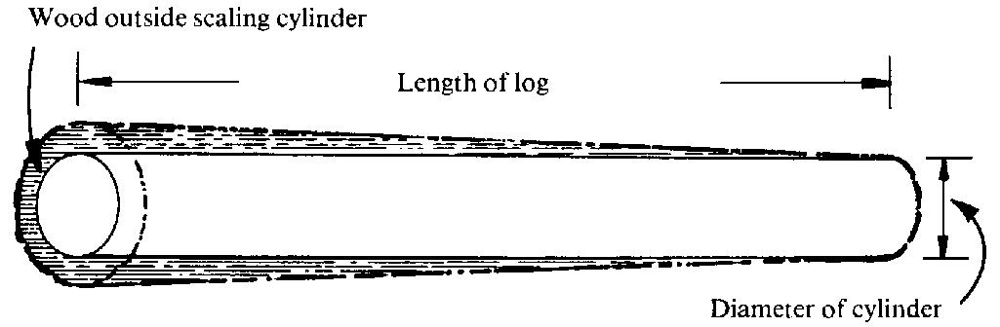 Wood outside scaling cylinder
Length of log
Diameter of cylinder